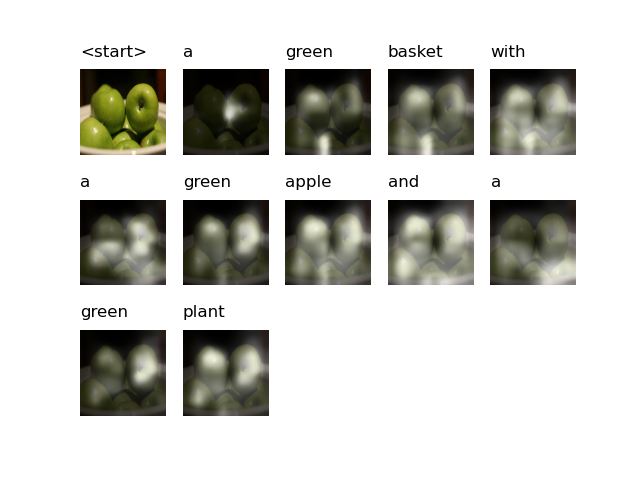 <start> a green basket with
a green apple and a
green plant